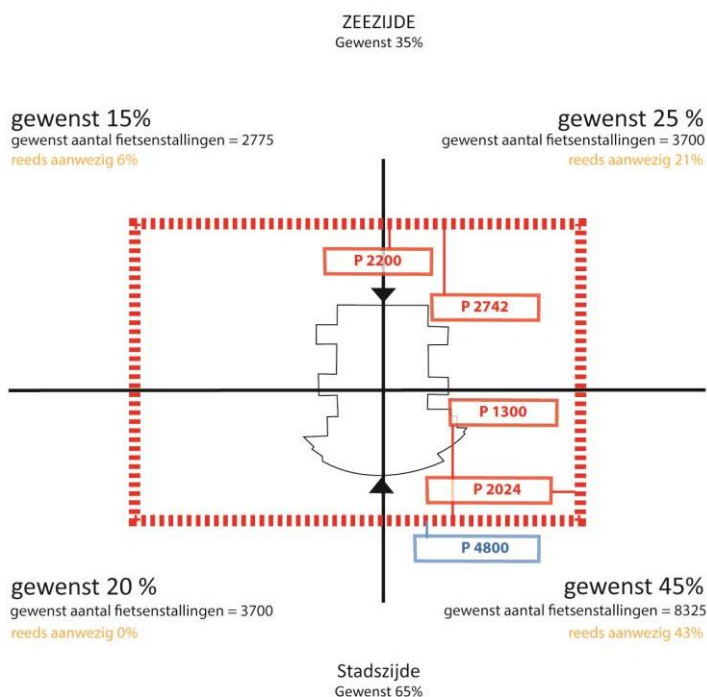 ZEEZIJDE
Gewenst 35%
gewenst 15%
gewenst aantal fietsenstallingen = 2775
reeds aanwezig 6%
gewenst 25 %
gewenst aantal fietsenstallingen = 3700
reeds aanwezig 21%
P 2200
P 2742
P 1300
P 2024
P 4800
gewenst 20 %
gewenst aantal fietsenstallingen = 3700
reeds aanwezig 0%
gewenst 45%
gewenst aantal fietsenstallingen = 8325
reeds aanwezig 43%
Stadszijde
Gewenst 65%